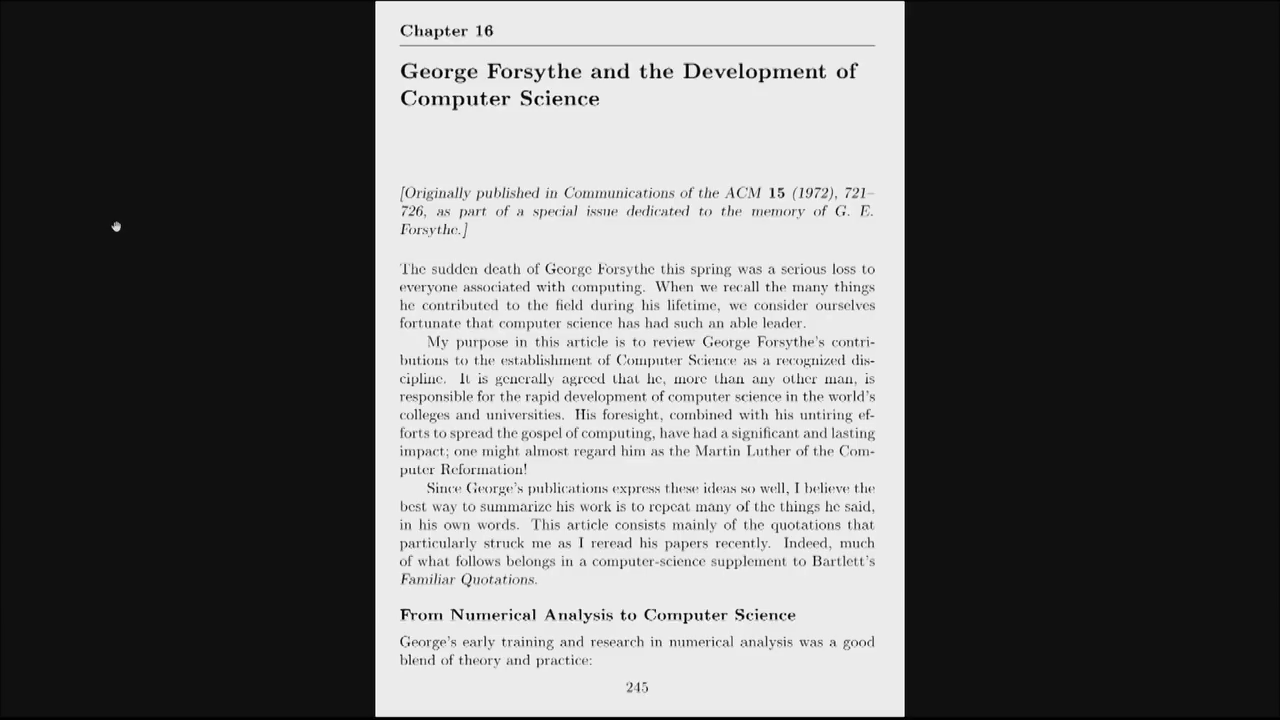 Chapter 16
George Forsythe and the Development of
Computer Science
[Originally published in Communications of the ACM 15 (1972), 721–
726, as part of a special issue dedicated to the memory of G. E.
Forsythe.]
The sudden death of George Forsythe this spring was a serious loss to
everyone associated with computing. When we recall the many things
he contributed to the field during his lifetime, we consider ourselves
fortunate that computer science has had such an able leader.
My purpose in this article is to review George Forsythe's contri-
butions to the establishment of Computer Science as a recognized dis-
cipline. It is generally agreed that he, more than any other man, is
responsible for the rapid development of computer science in the world's
colleges and universities. His foresight, combined with his untiring ef-
forts to spread the gospel of computing, have had a significant and lasting
impact; one might almost regard him as the Martin Luther of the Com-
puter Reformation!
Since George's publications express these ideas so well, I believe the
best way to summarize his work is to repeat many of the things he said,
in his own words. This article consists mainly of the quotations that
particularly struck me as I reread his papers recently. Indeed, much
of what follows belongs in a computer-science supplement to Bartlett's
Familiar Quotations.
From Numerical Analysis to Computer Science
George's early training and research in numerical analysis was a good
blend of theory and practice:
245